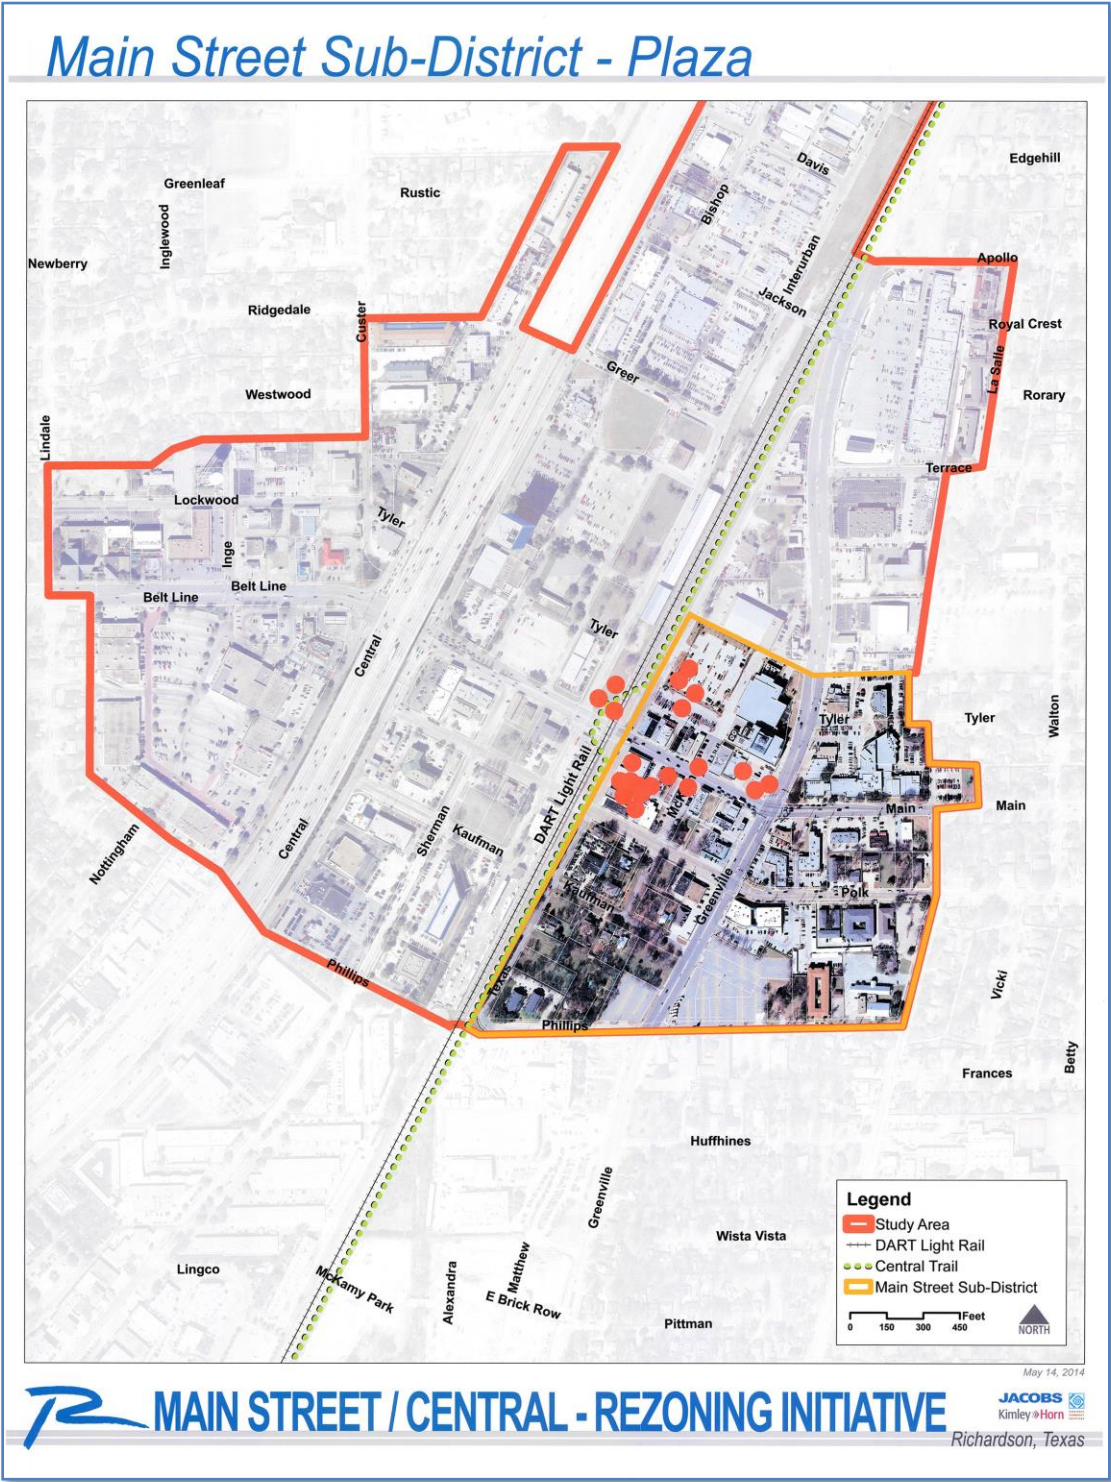 Main Street Sub-District - Plaza
Edgehill
Davis
Greenleaf
Rustic
Bishop
Inglewood
Interurban
Newberry
Apollo
Jackson
Ridgedale
Custer
Royal Crest
La Salle
Greer
Westwood
Rorary
Lindale
Terrace
Lockwood
Tyler
Inge
Belt Line
Belt Line
Tyler
Central
Tyler
Tyler
Walton
DART Light Rail
Main
Main
Central
Sherman
Kaufman
Nottingham
Kaufman
Greenville
Polk
Phillips
Texas
Vicki
Phillips
Betty
Frances
Huffhines
Greenville
Wista Vista
Lingco
McKamy Park
Alexandra
Matthew
E Brick Row
Pittman
Legend
Study Area
DART Light Rail
Central Trail
Main Street Sub-District
Feet
0 150 300 450
NORTH
May 14, 2014
MAIN STREET / CENTRAL - REZONING INITIATIVE
JACOBS
Kimley»Horn
Richardson, Texas